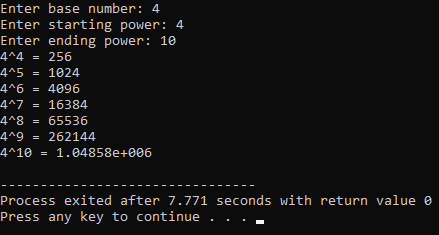 Enter base number: 4
Enter starting power: 4
Enter ending power: 10
4^4 = 256
4^5 = 1024
4^6 = 4096
4^7 = 16384
4^8 = 65536
4^9 = 262144
4^10 = 1.04858e+006
--------------------------------
Process exited after 7.771 seconds with return value 0
Press any key to continue . . .